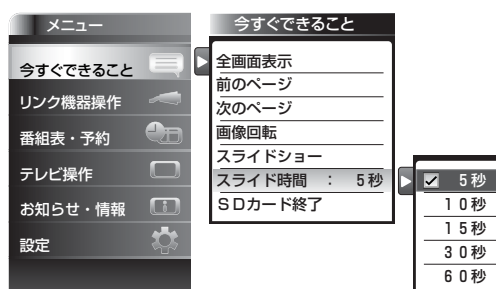 メニュー
今すぐできること
リンク機器操作
番組表・予約
テレビ操作
お知らせ・情報
設定
今すぐできること
全画面表示
前のページ
次のページ
画像回転
スライドショー
スライド時間 : 5秒
SDカード終了
5秒
10秒
15秒
30秒
60秒